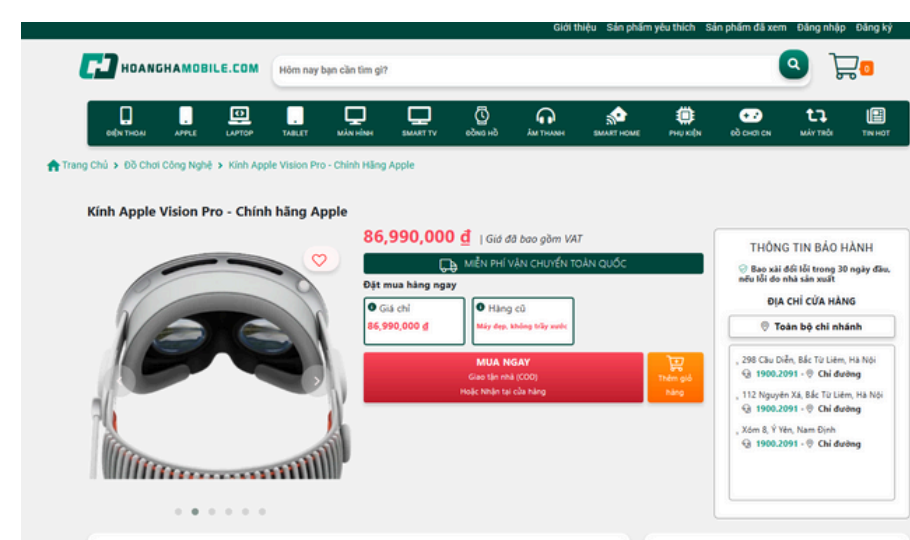 Giới thiệu Sản phẩm yêu thích Sản phẩm đã xem Đăng nhập Đăng ký
HOANGHAMOBILE.COM
Hôm nay bạn cần tìm gì?
0
ĐIỆN THOẠI APPLE LAPTOP TABLET MÀN HÌNH SMART TV ĐỒNG HỒ ÂM THANH SMART HOME PHỤ KIỆN ĐỒ CHƠI CN MÁY TRÔI TIN HOT
Trang Chủ > Đồ Chơi Công Nghệ > Kính Apple Vision Pro - Chính Hãng Apple
Kính Apple Vision Pro - Chính hãng Apple
86,990,000 ₫ | Giá đã bao gồm VAT
MIỄN PHÍ VẬN CHUYỂN TOÀN QUỐC
Đặt mua hàng ngay
Giá chỉ
86,990,000 ₫
Hàng cũ
Máy đẹp, không trầy xước
MUA NGAY
Giao tận nhà (COD)
Hoặc Nhận tại cửa hàng
Thêm giỏ
hàng
THÔNG TIN BẢO HÀNH
Bao xài đổi lỗi trong 30 ngày đầu,
nếu lỗi do nhà sản xuất
ĐỊA CHỈ CỬA HÀNG
Toàn bộ chi nhánh
298 Cầu Diễn, Bắc Từ Liêm, Hà Nội
1900.2091 - Chỉ đường
112 Nguyên Xá, Bắc Từ Liêm, Hà Nội
1900.2091 - Chỉ đường
Xóm 8, Ý Yên, Nam Định
1900.2091 - Chỉ đường